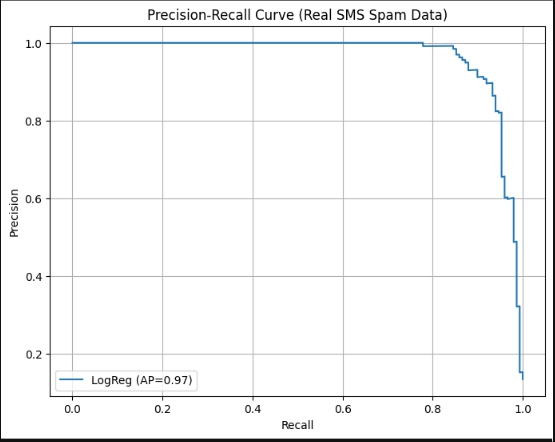 Precision-Recall Curve (Real SMS Spam Data)
1.0
0.8
0.6
0.4
0.2
Precision
LogReg (AP=0.97)
0.0 0.2 0.4 0.6 0.8 1.0
Recall